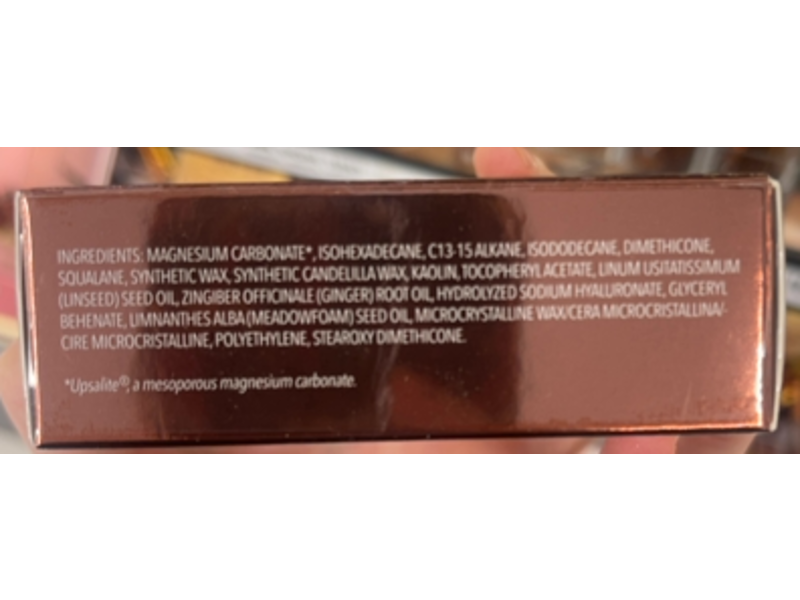 INGREDIENTS: MAGNESIUM CARBONATE*, ISOHEXADECANE, C13-15 ALKANE, ISODODECANE, DIMETHICONE,
SQUALANE, SYNTHETIC WAX, SYNTHETIC CANDELILLA WAX, KAOLIN, TOCOPHERYL ACETATE, LINUM USITATISSIMUM
(LINSEED) SEED OIL, ZINGIBER OFFICINALE (GINGER) ROOT OIL, HYDROLYZED SODIUM HYALURONATE, GLYCERYL
BEHENATE, LIMNANTHES ALBA (MEADOWFOAM) SEED OIL, MICROCRYSTALLINE WAX/CERA MICROCRISTALLINA/
CIRE MICROCRISTALLINE, POLYETHYLENE, STEAROXY DIMETHICONE.
*Upsalite®, a mesoporous magnesium carbonate.